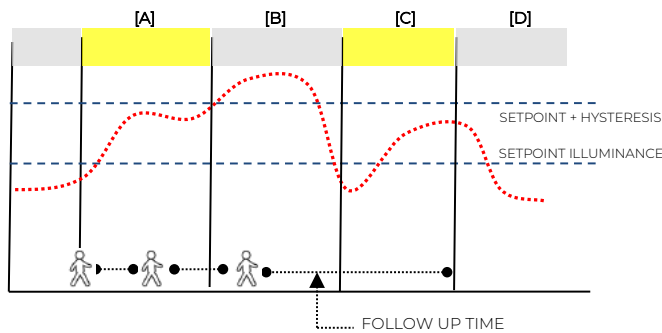 [A]
[B]
[C]
[D]
SETPOINT + HYSTERESIS
SETPOINT ILLUMINANCE
FOLLOW UP TIME